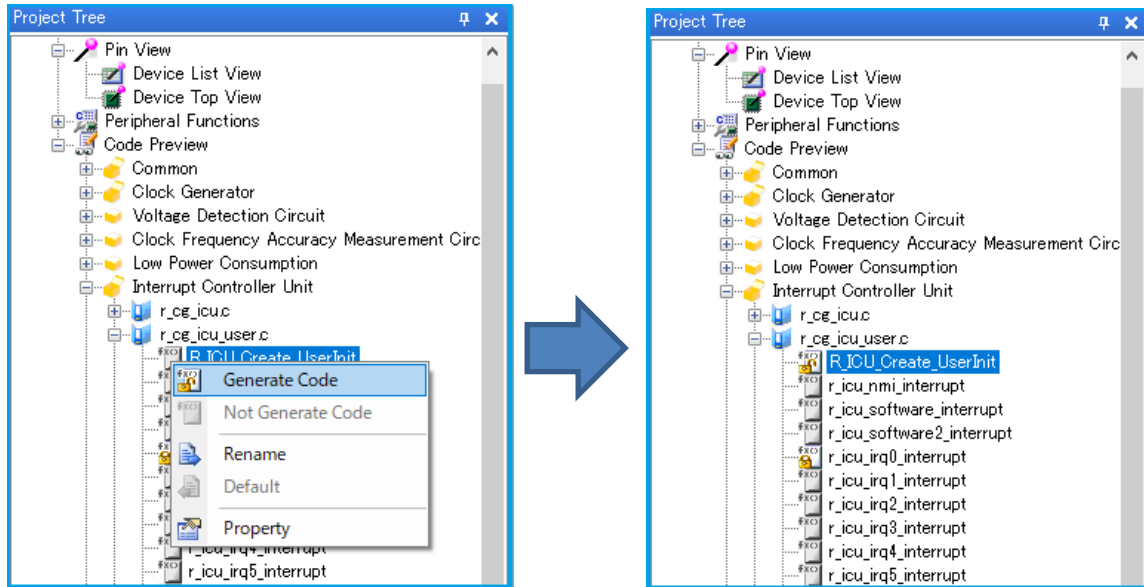 Project Tree
Pin View
Device List View
Device Top View
Peripheral Functions
Code Preview
Common
Clock Generator
Voltage Detection Circuit
Clock Frequency Accuracy Measurement Circ
Low Power Consumption
Interrupt Controller Unit
r_cg_icu.c
r_cg_icu_user.c
R_ICU_Create_UserInit
Generate Code
Not Generate Code
Rename
Default
Property
r_icu_irq4_interrupt
r_icu_irq5_interrupt
Project Tree
Pin View
Device List View
Device Top View
Peripheral Functions
Code Preview
Common
Clock Generator
Voltage Detection Circuit
Clock Frequency Accuracy Measurement Circ
Low Power Consumption
Interrupt Controller Unit
r_cg_icu.c
r_cg_icu_user.c
R_ICU_Create_UserInit
r_icu_nmi_interrupt
r_icu_software_interrupt
r_icu_software2_interrupt
r_icu_irq0_interrupt
r_icu_irq1_interrupt
r_icu_irq2_interrupt
r_icu_irq3_interrupt
r_icu_irq4_interrupt
r_icu_irq5_interrupt